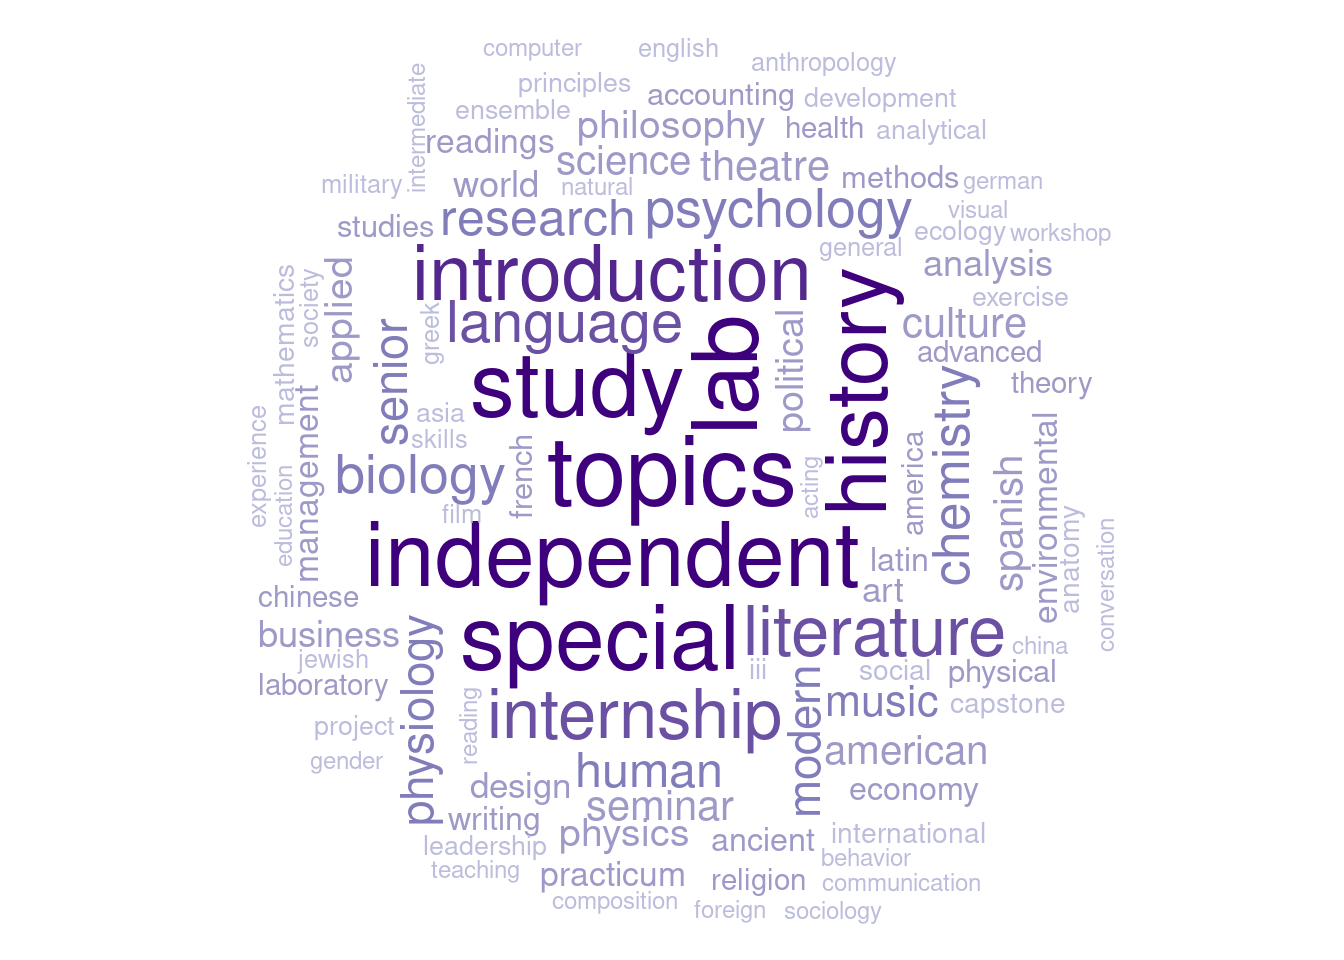 computer
english
anthropology
principles
accounting
development
intermediate
ensemble
philosophy
health
analytical
readings
science
theatre
methods
german
military
world
natural
research
psychology
visual
studies
ecology
workshop
general
introduction
analysis
mathematics
society
applied
exercise
history
greek
language
culture
senior
lab
political
advanced
study
chemistry
theory
asia
skills
experience
management
education
biology
french
topics
acting
america
spanish
environmental
film
anatomy
conversation
independent
latin
art
chinese
special
literature
business
physiology
jewish
china
iii
social
physical
laboratory
reading
internship
modern
music
capstone
project
american
gender
human
design
economy
seminar
writing
physics
ancient
international
leadership
behavior
teaching
practicum
religion
communication
composition
foreign
sociology